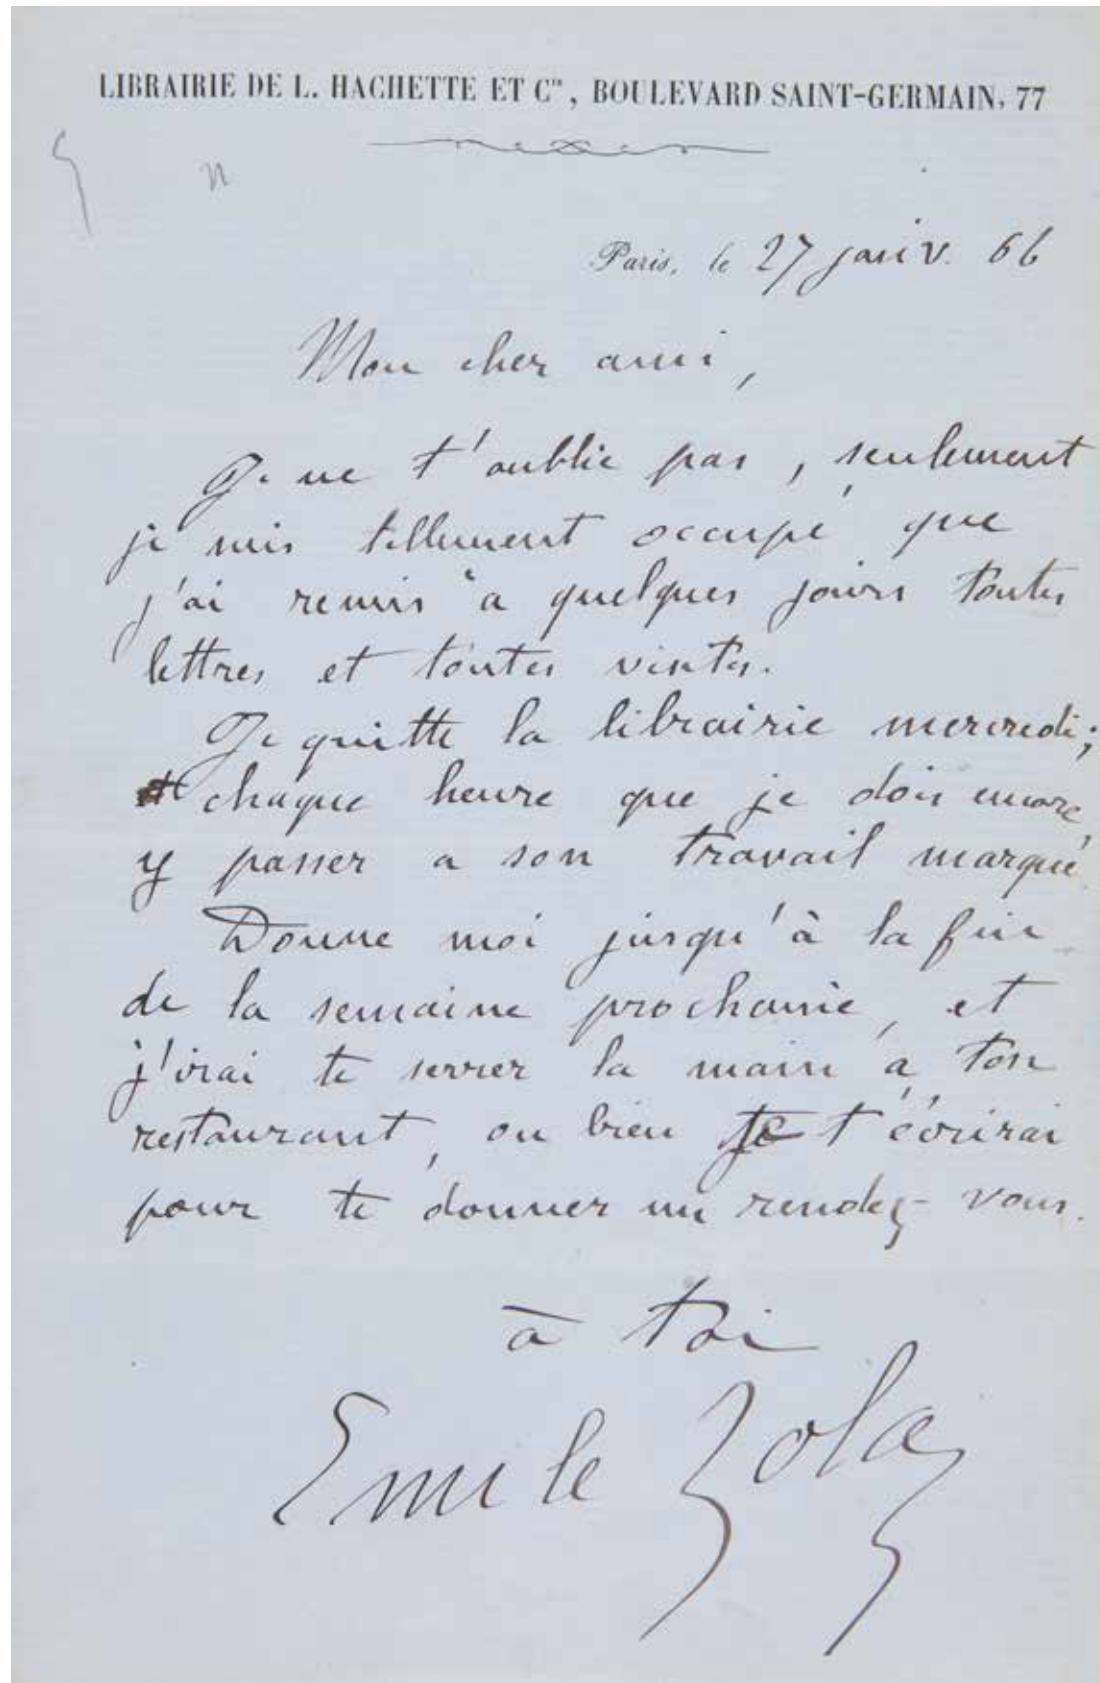 LIBRAIRIE DE L. HACHETTE ET Cie, BOULEVARD SAINT-GERMAIN, 77
Paris, le 27 janv. 66
Mon cher ami,
Je ne t'oublie pas, seulement
je suis tellement occupé que
j'ai remis à quelques jours toutes
lettres et toutes visites.
Je quitte la librairie mercredi;
chaque heure que je dois encore
y passer a son travail marqué.
Donne moi jusqu'à la fin
de la semaine prochaine, et
j'irai te serrer la main à ton
restaurant, ou bien je t'écrirai
pour te donner un rendez-vous.
à toi
Emile Zola